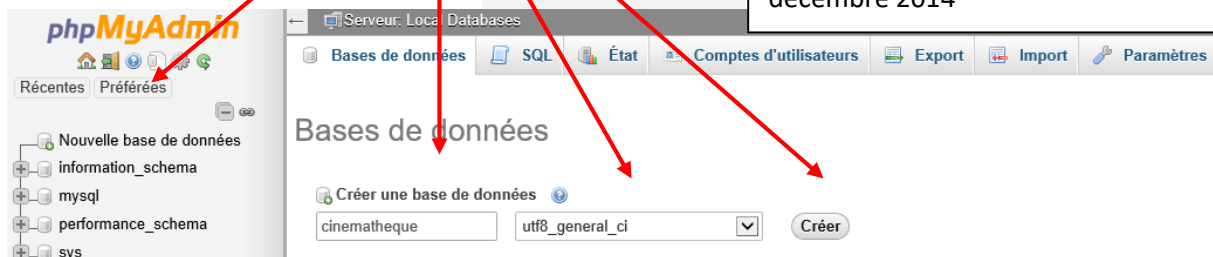 décembre 2014
phpMyAdmin
Récentes Préférées
Nouvelle base de données
information_schema
mysql
performance_schema
sys
Serveur: Local Databases
Bases de données SQL État Comptes d'utilisateurs Export Import Paramètres
Bases de données
Créer une base de données
cinematheque utf8_general_ci Créer